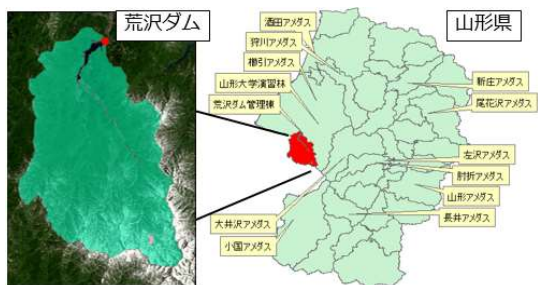 荒沢ダム
山形県
酒田アメダス
狩川アメダス
櫛引アメダス
山形大学演習林
荒沢ダム管理棟
新庄アメダス
尾花沢アメダス
左沢アメダス
肘折アメダス
山形アメダス
長井アメダス
大井沢アメダス
小国アメダス